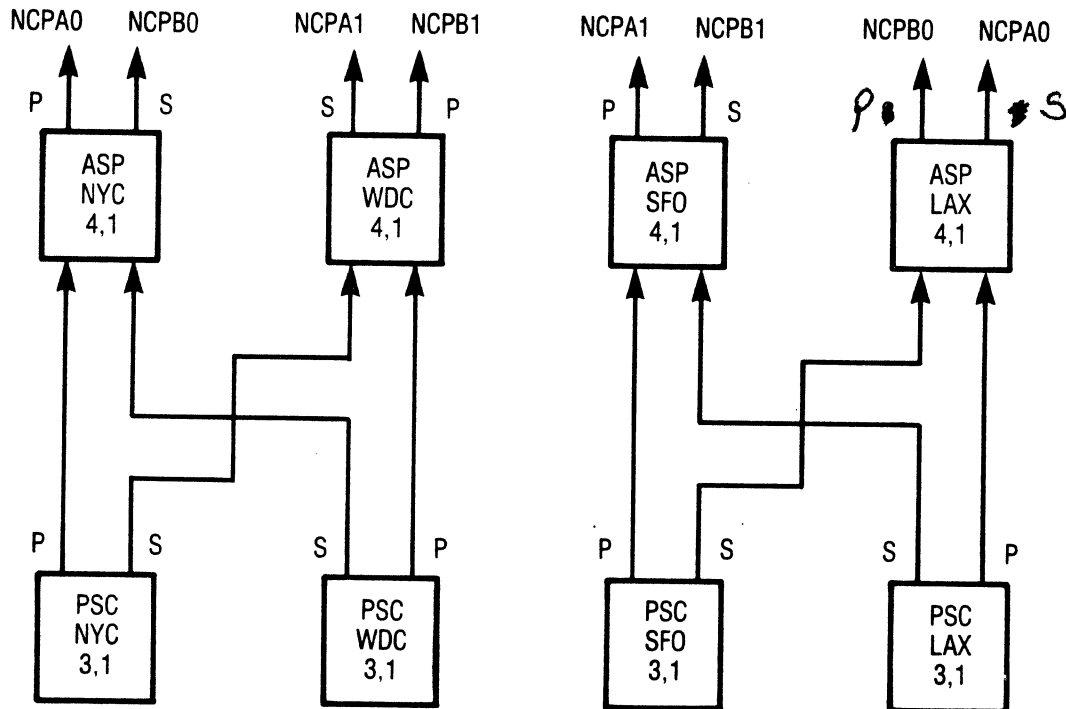 NCPA0 NCPB0 NCPA1 NCPB1 NCPA1 NCPB1 NCPB0 NCPA0
P S S P P S P S
ASP
NYC
4,1
ASP
WDC
4,1
ASP
SFO
4,1
ASP
LAX
4,1
P S S P P S S P
PSC
NYC
3,1
PSC
WDC
3,1
PSC
SFO
3,1
PSC
LAX
3,1